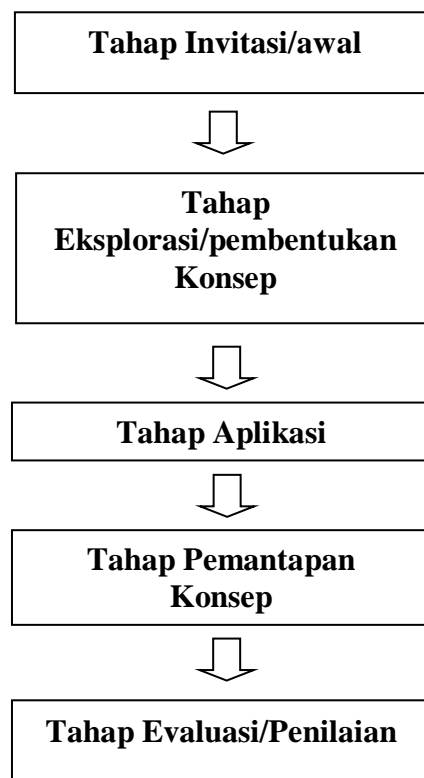 Tahap Invitasi/awal
Tahap
Eksplorasi/pembentukan
Konsep
Tahap Aplikasi
Tahap Pemantapan
Konsep
Tahap Evaluasi/Penilaian